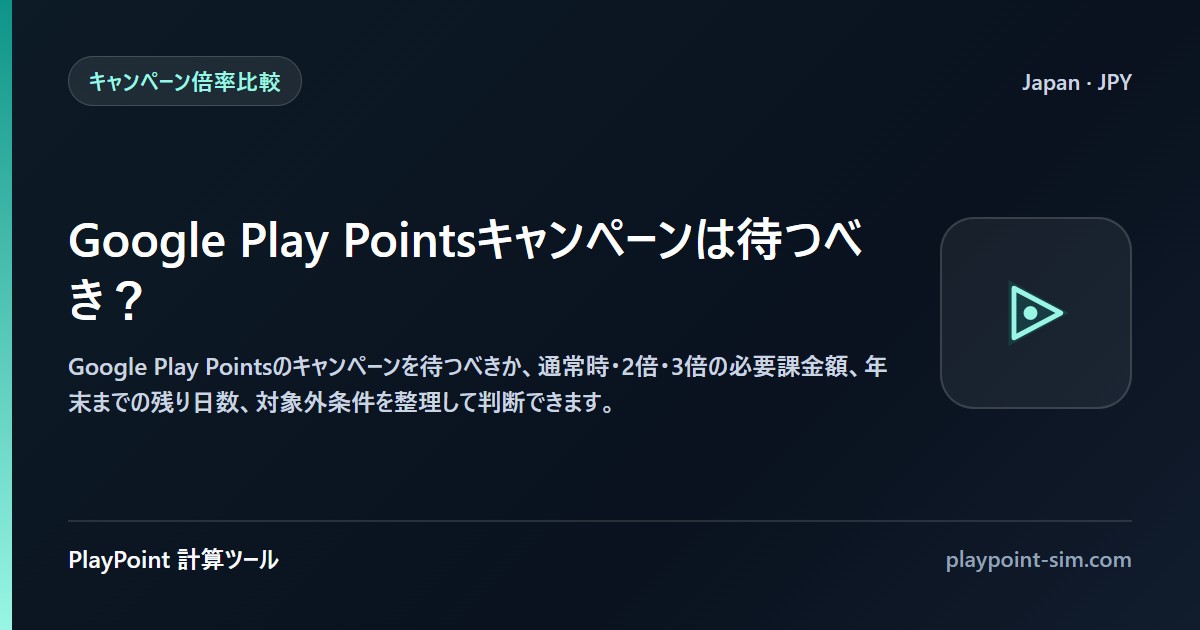 キャンペーン倍率比較
Japan · JPY
Google Play Pointsキャンペーンは待つべ
き？
Google Play Pointsのキャンペーンを待つべきか、通常時・2倍・3倍の必要課金額、年
末までの残り日数、対象外条件を整理して判断できます。
PlayPoint 計算ツール
playpoint-sim.com